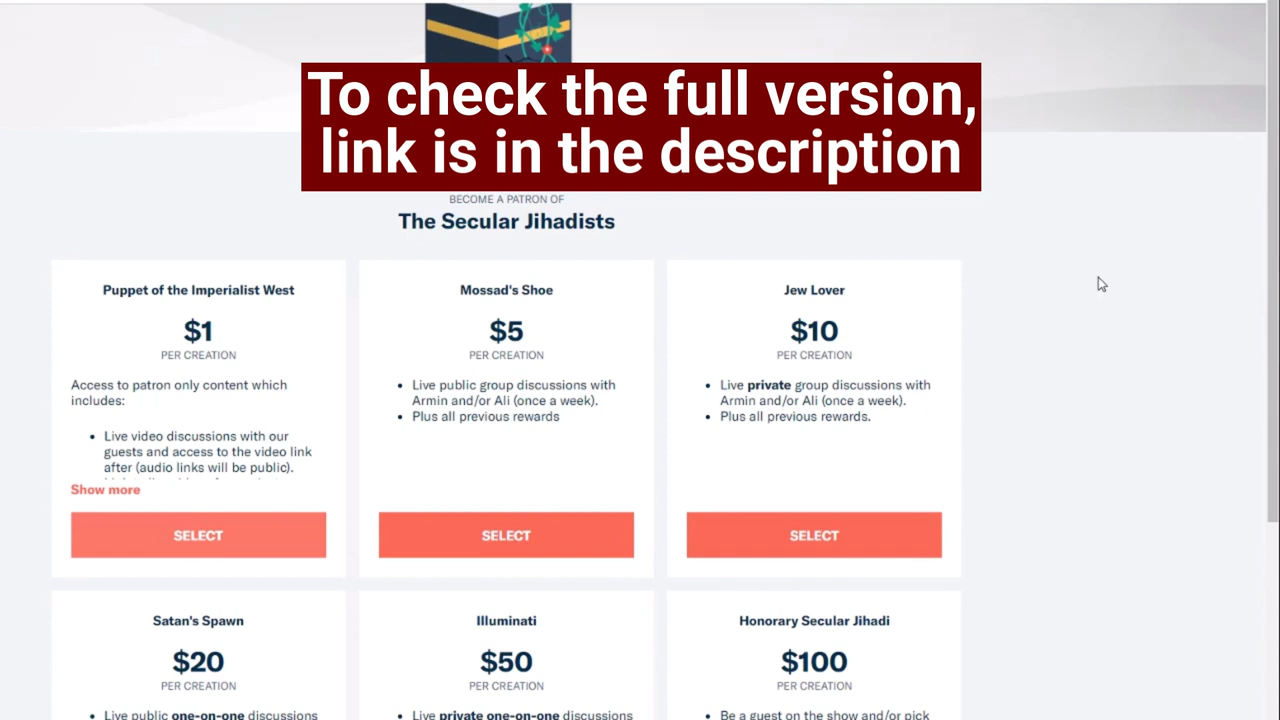 To check the full version,
link is in the description
BECOME A PATRON OF
The Secular Jihadists
Puppet of the Imperialist West
$1
PER CREATION
Access to patron only content which
includes:
• Live video discussions with our
guests and access to the video link
after (audio links will be public).
Show more
SELECT
Mossad's Shoe
$5
PER CREATION
• Live public group discussions with
Armin and/or Ali (once a week).
• Plus all previous rewards
SELECT
Jew Lover
$10
PER CREATION
• Live private group discussions with
Armin and/or Ali (once a week).
• Plus all previous rewards.
SELECT
Satan's Spawn
$20
PER CREATION
• Live public one-on-one discussions
Illuminati
$50
PER CREATION
• Live private one-on-one discussions
Honorary Secular Jihadi
$100
PER CREATION
• Be a guest on the show and/or pick